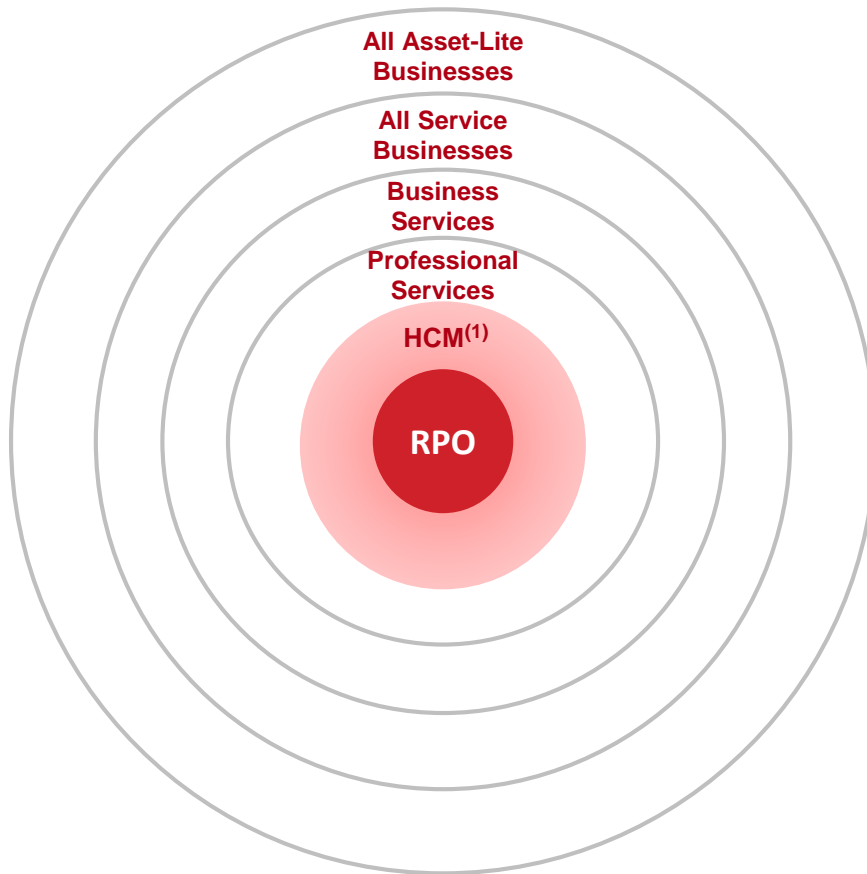 All Asset-Lite
Businesses
All Service
Businesses
Business
Services
Professional
Services
HCM(1)
RPO